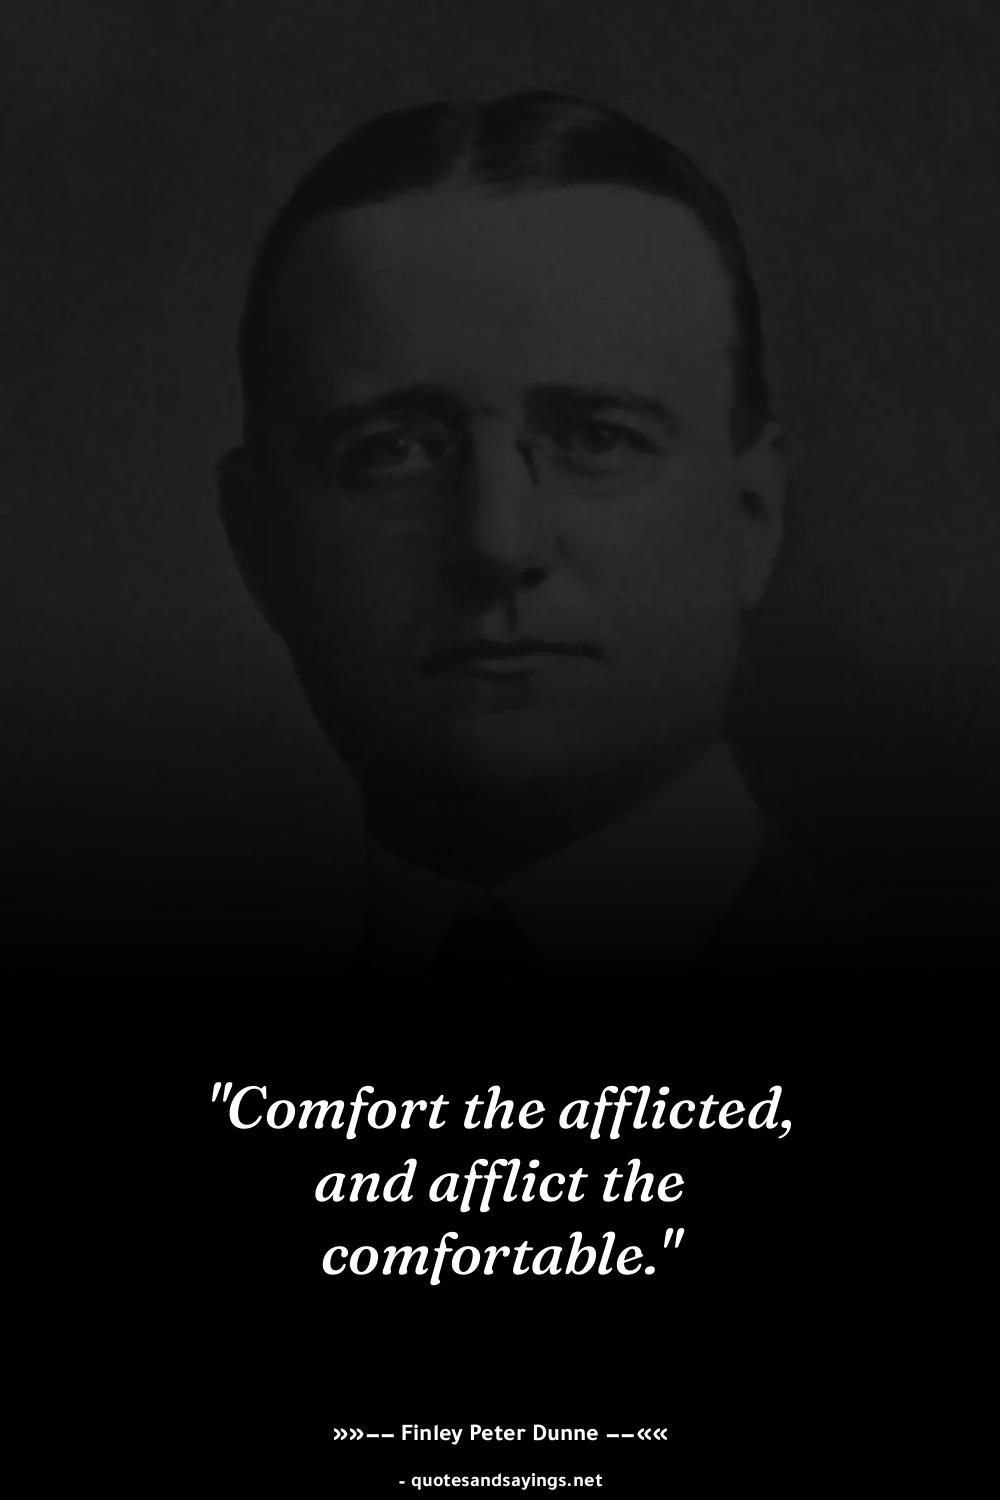 "Comfort the afflicted,
and afflict the
comfortable."
»»–– Finley Peter Dunne ––««
- quotesandsayings.net